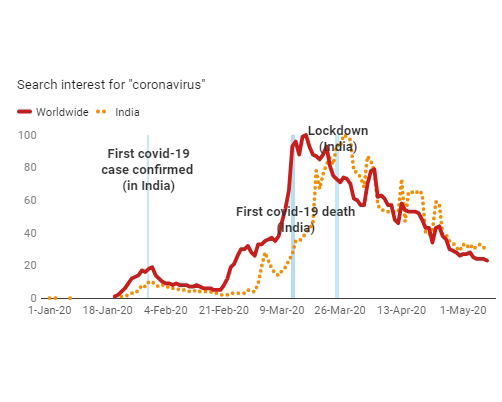 Search interest for "coronavirus"
Worldwide India
100
80
60
40
20
0
First covid-19
case confirmed
(in India)
Lockdown
(India)
First covid-19 death
(India)
1-Jan-20 18-Jan-20 4-Feb-20 21-Feb-20 9-Mar-20 26-Mar-20 13-Apr-20 1-May-20